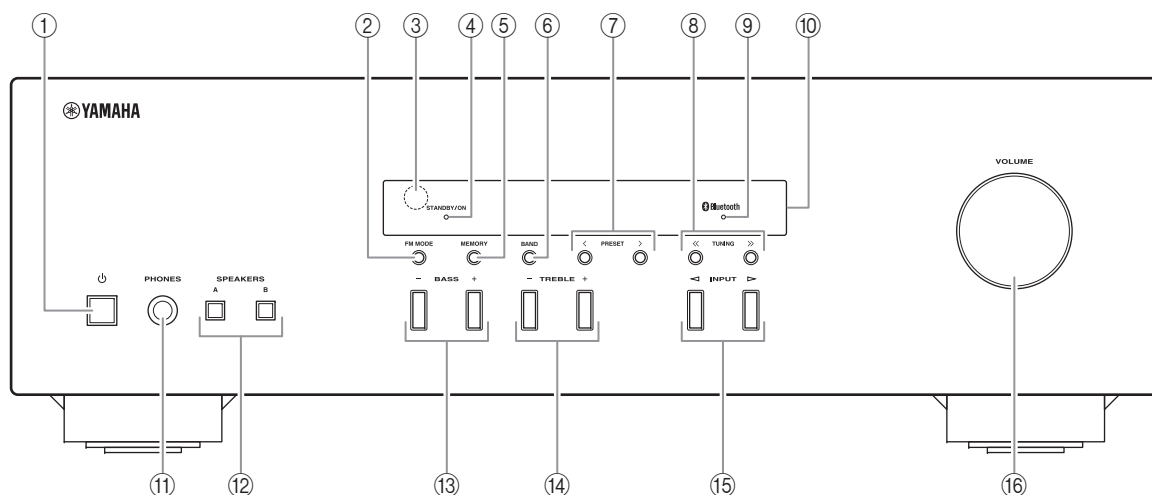 ① ② ③ ④ ⑤ ⑥ ⑦ ⑧ ⑨ ⑩
YAMAHA
VOLUME
STANDBY/ON
Bluetooth
FM MODE MEMORY BAND < PRESET > << TUNING >>
PHONES SPEAKERS
A B
− BASS + − TREBLE + ◁ INPUT ▷
⑪ ⑫ ⑬ ⑭ ⑮ ⑯